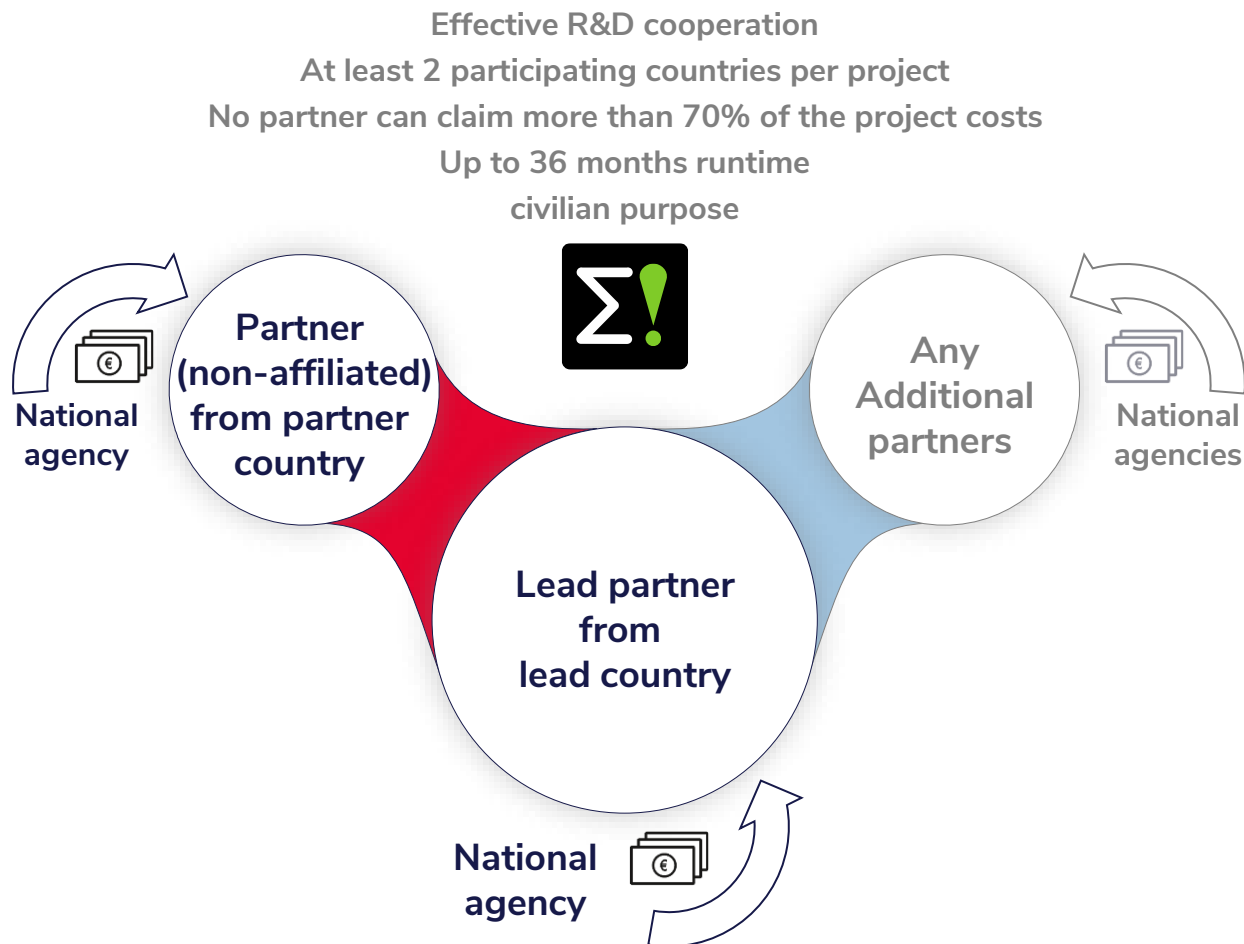 Effective R&D cooperation
At least 2 participating countries per project
No partner can claim more than 70% of the project costs
Up to 36 months runtime
civilian purpose
Σ!
Partner
(non-affiliated)
from partner
country
€
National
agency
Any
Additional
partners
€
National
agencies
Lead partner
from
lead country
National
agency
€